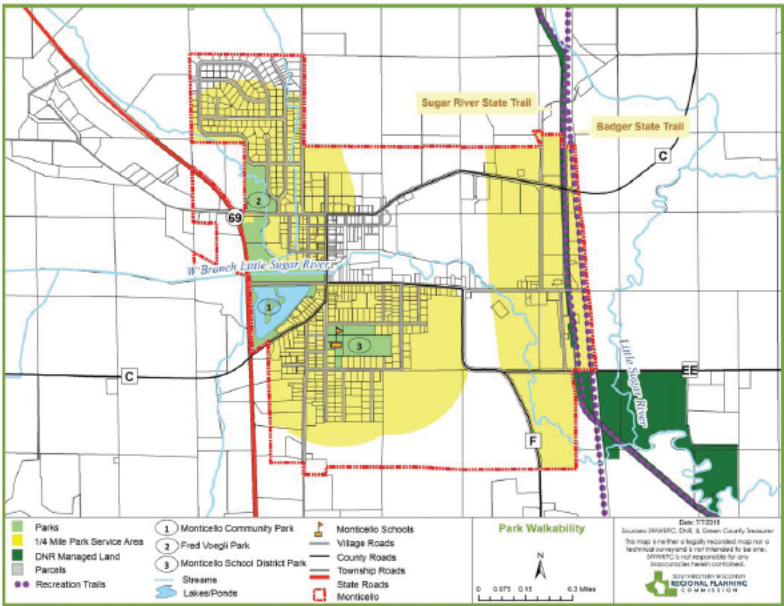 Sugar River State Trail
Badger State Trail
C
2
69
W Branch Little Sugar River
1
3
Little Sugar River
C
EE
F
Parks
1/4 Mile Park Service Area
DNR Managed Land
Parcels
Recreation Trails
1 Monticello Community Park
2 Fred Voegli Park
3 Monticello School District Park
Streams
Lakes/Ponds
Monticello Schools
Village Roads
County Roads
Township Roads
State Roads
Monticello
Park Walkability
N
0 0.075 0.15 0.3 Miles
Date: 7/7/2016
Sources: SWWRPC, DNR, & Green County Treasurer
This map is neither a legally recorded map nor a
technical survey and is not intended to be one.
SWWRPC is not responsible for any
inaccuracies herein contained.
SOUTHWESTERN WISCONSIN
REGIONAL PLANNING
COMMISSION